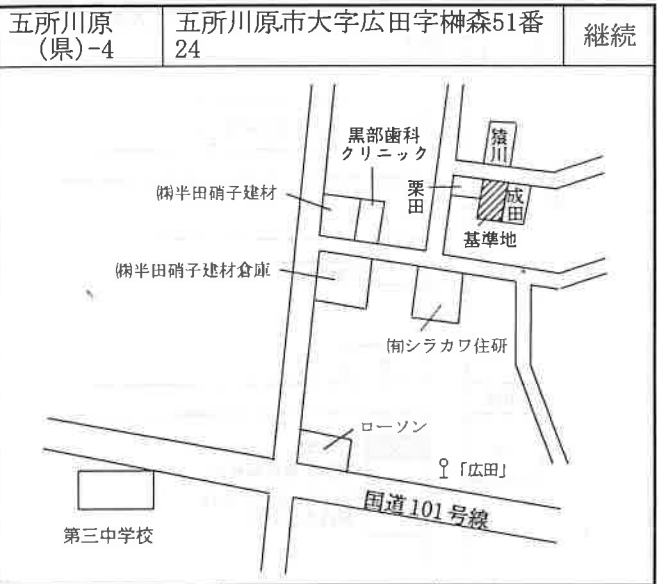 五所川原
(県)-4
五所川原市大字広田字榊森51番
24
継続
黒部歯科
クリニック
猿川
栗田
成田
㈱半田硝子建材
基準地
㈱半田硝子建材倉庫
㈲シラカワ住研
ローソン
「広田」
国道101号線
第三中学校